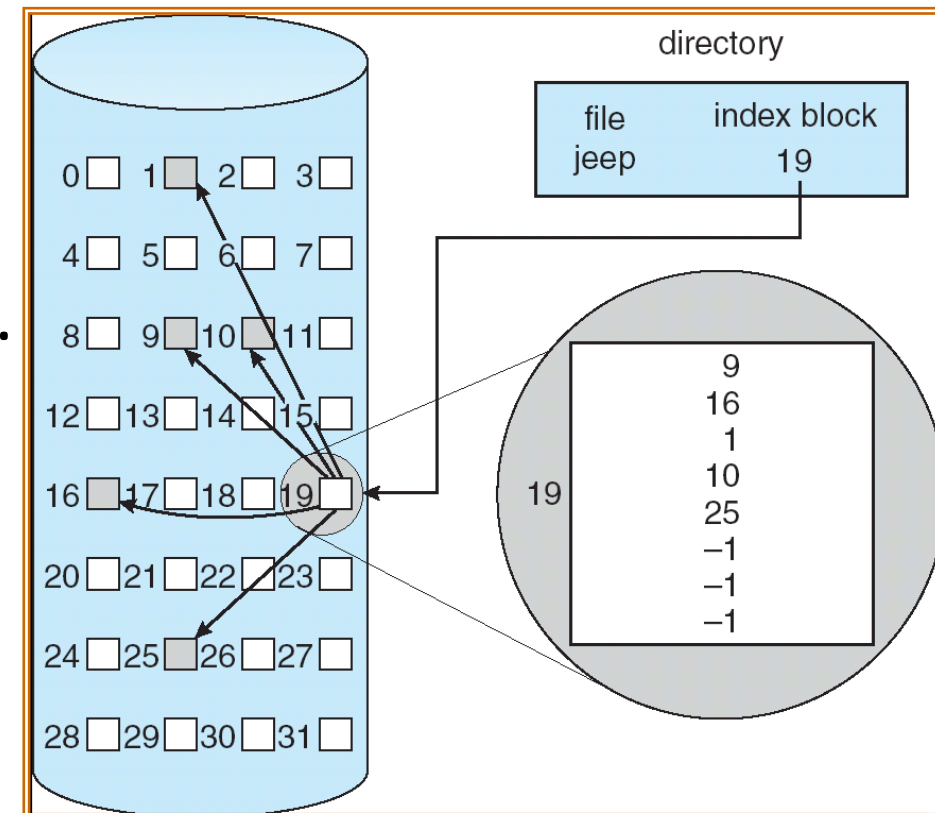 directory
file index block
jeep 19
0 1 2 3
4 5 6 7
8 9 10 11
12 13 14 15
16 17 18 19
20 21 22 23
24 25 26 27
28 29 30 31
19
9
16
1
10
25
–1
–1
–1